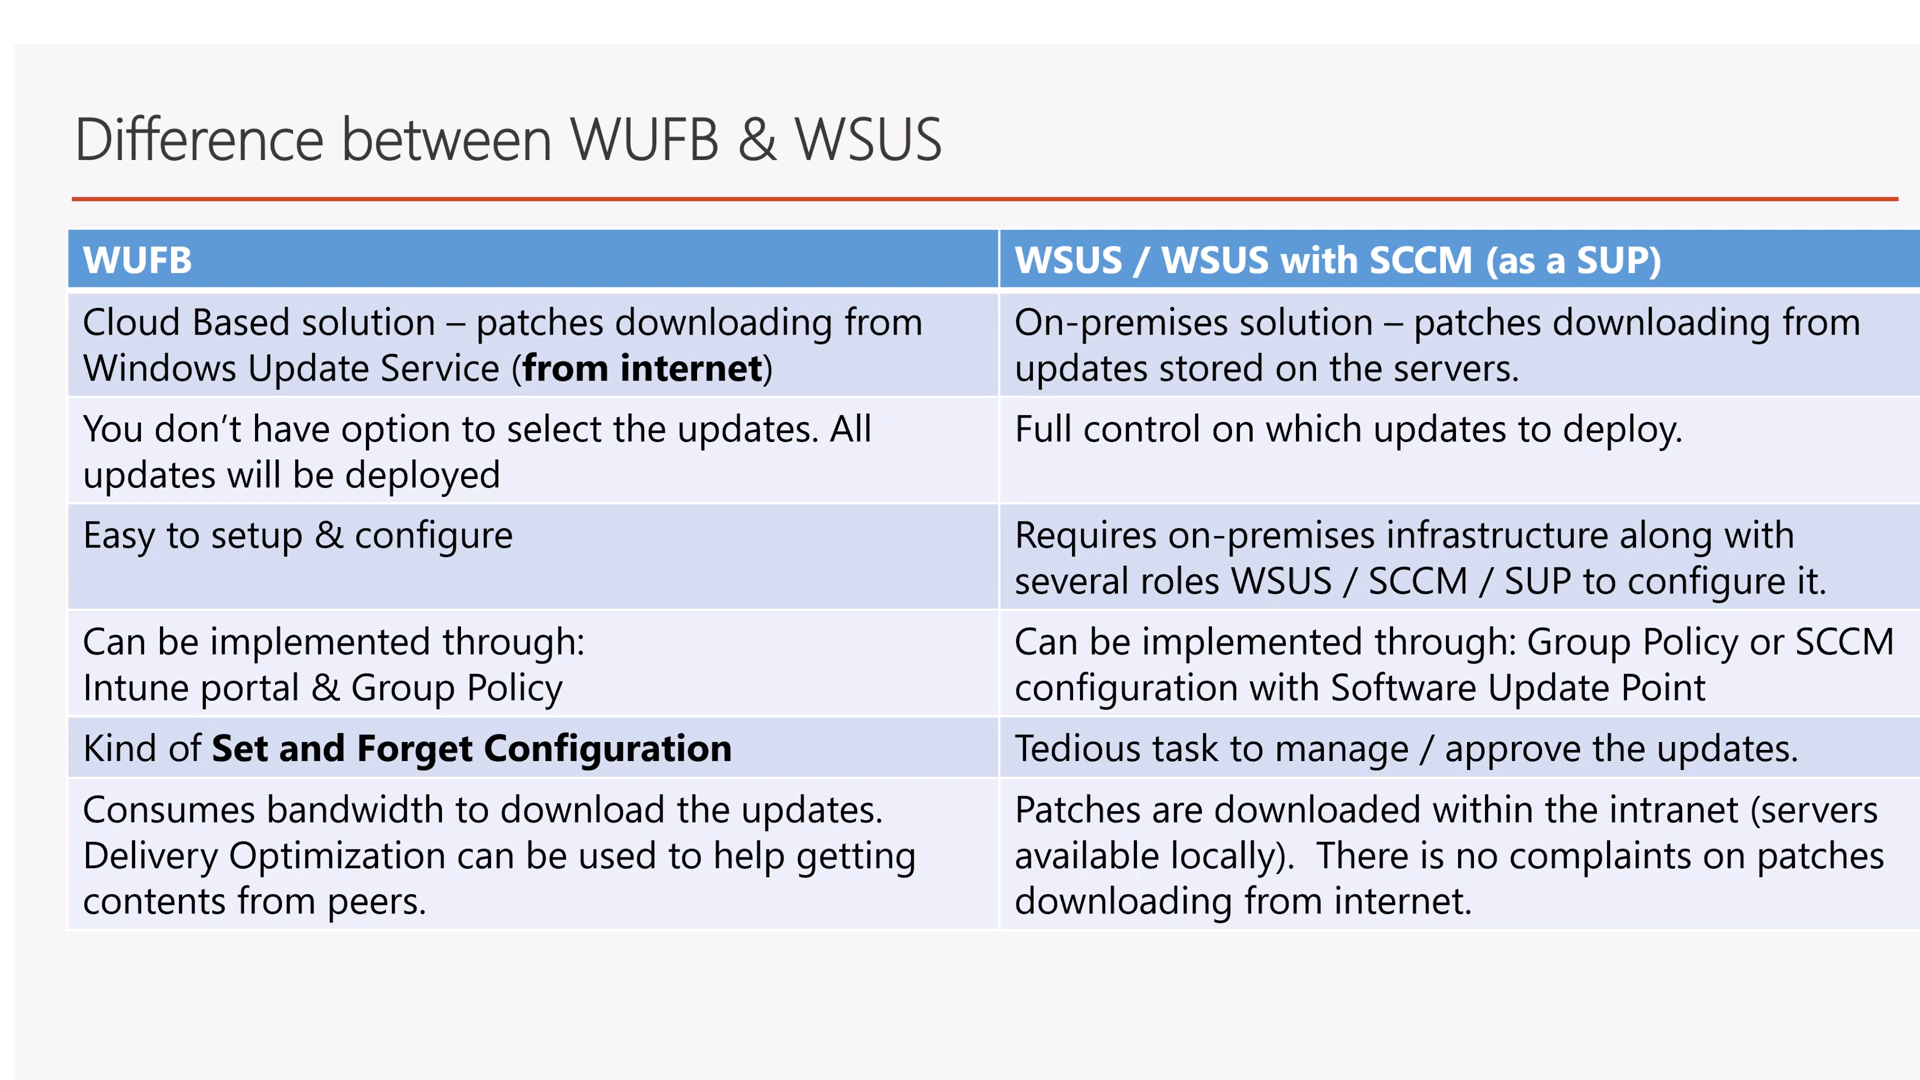 Difference between WUFB & WSUS
WUFB
WSUS / WSUS with SCCM (as a SUP)
Cloud Based solution – patches downloading from
Windows Update Service (from internet)
On-premises solution – patches downloading from
updates stored on the servers.
You don’t have option to select the updates. All
updates will be deployed
Full control on which updates to deploy.
Easy to setup & configure
Requires on-premises infrastructure along with
several roles WSUS / SCCM / SUP to configure it.
Can be implemented through:
Intune portal & Group Policy
Can be implemented through: Group Policy or SCCM
configuration with Software Update Point
Kind of Set and Forget Configuration
Tedious task to manage / approve the updates.
Consumes bandwidth to download the updates.
Delivery Optimization can be used to help getting
contents from peers.
Patches are downloaded within the intranet (servers
available locally).  There is no complaints on patches
downloading from internet.